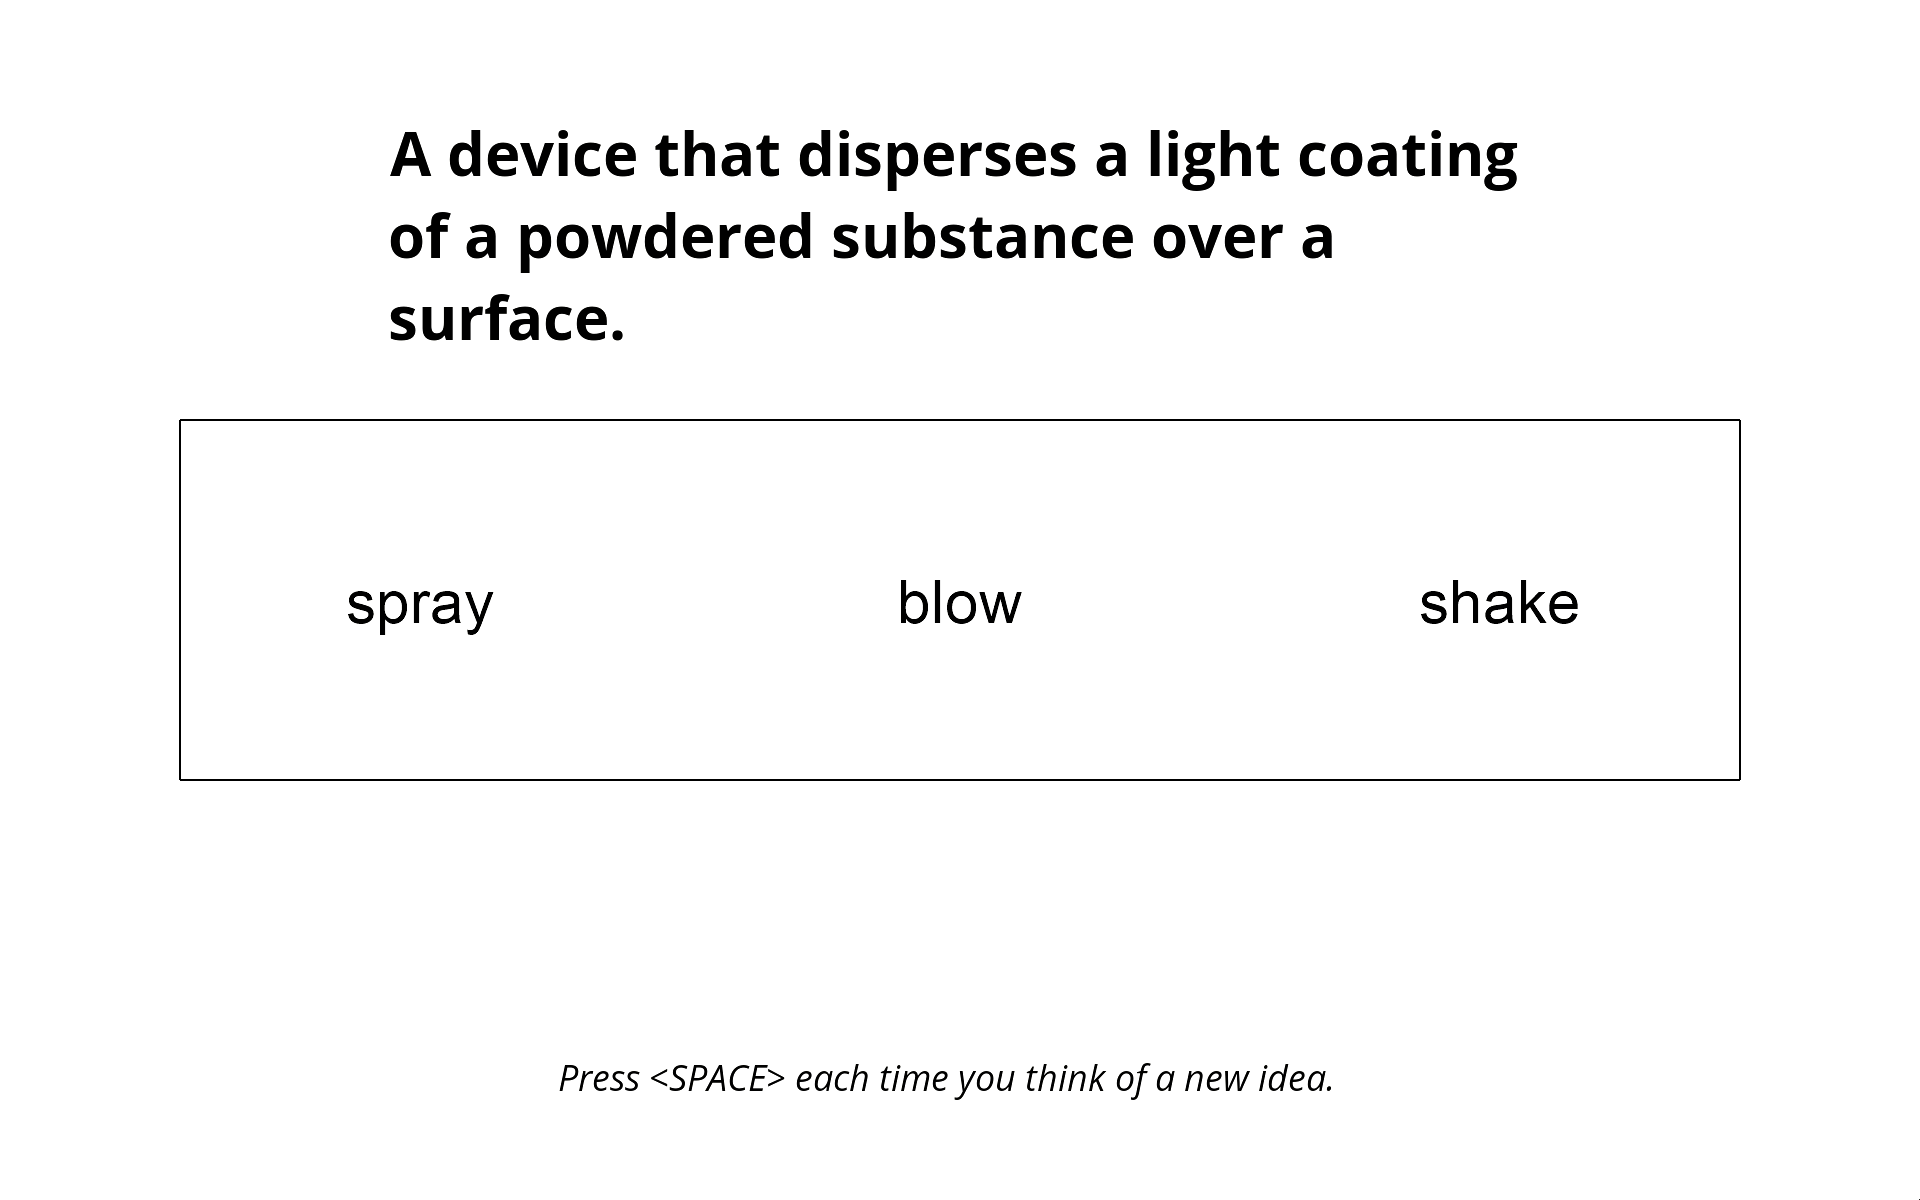 A device that disperses a light coating
of a powdered substance over a
surface.
spray blow shake
Press <SPACE> each time you think of a new idea.